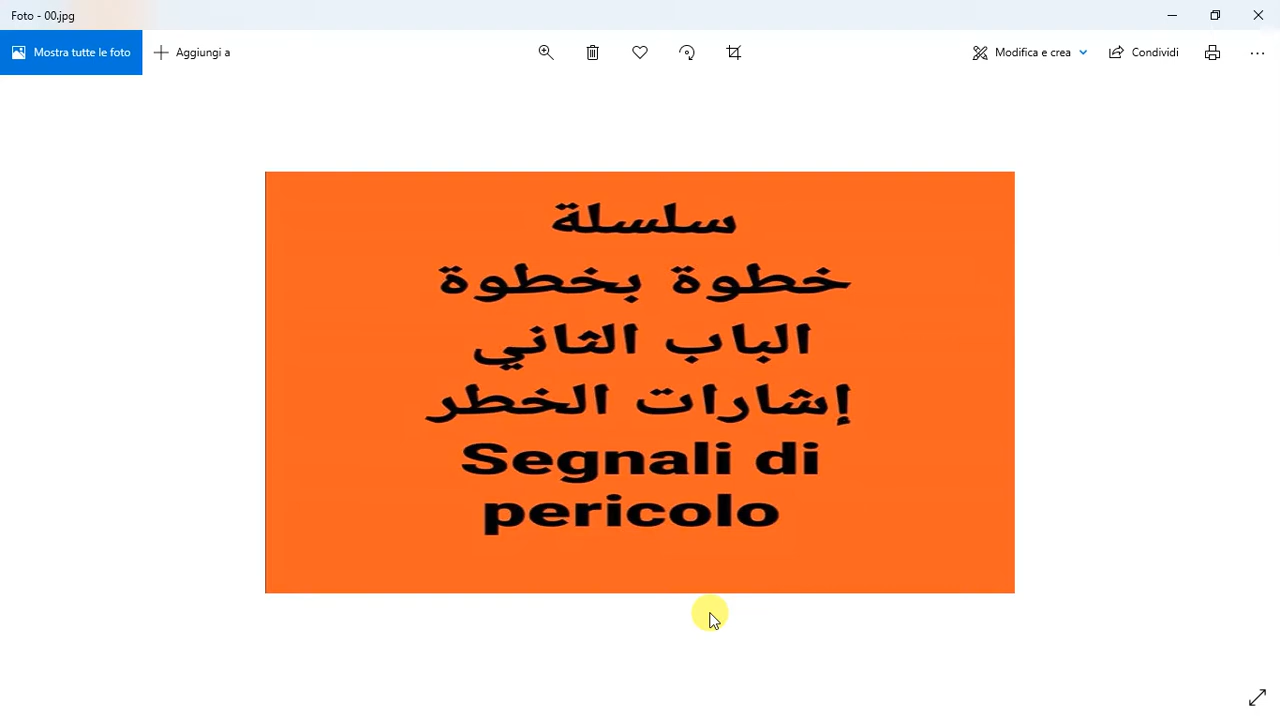 Foto - 00.jpg
Mostra tutte le foto
Aggiungi a
Modifica e crea
Condividi
سلسلة
خطوة بخطوة
الباب الثاني
إشارات الخطر
Segnali di
pericolo